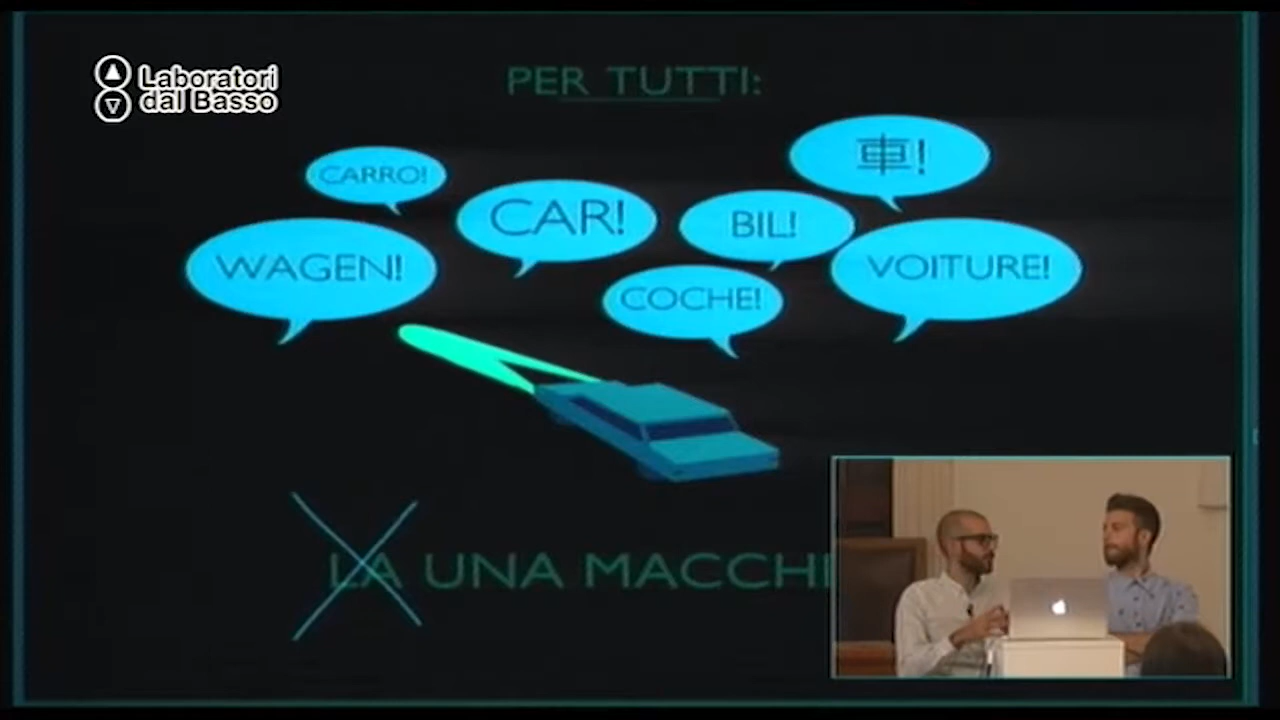 Laboratori
dal Basso
PER TUTTI:
CARRO!
車!
CAR!
BIL!
WAGEN!
VOITURE!
COCHE!
LA UNA MACCHI